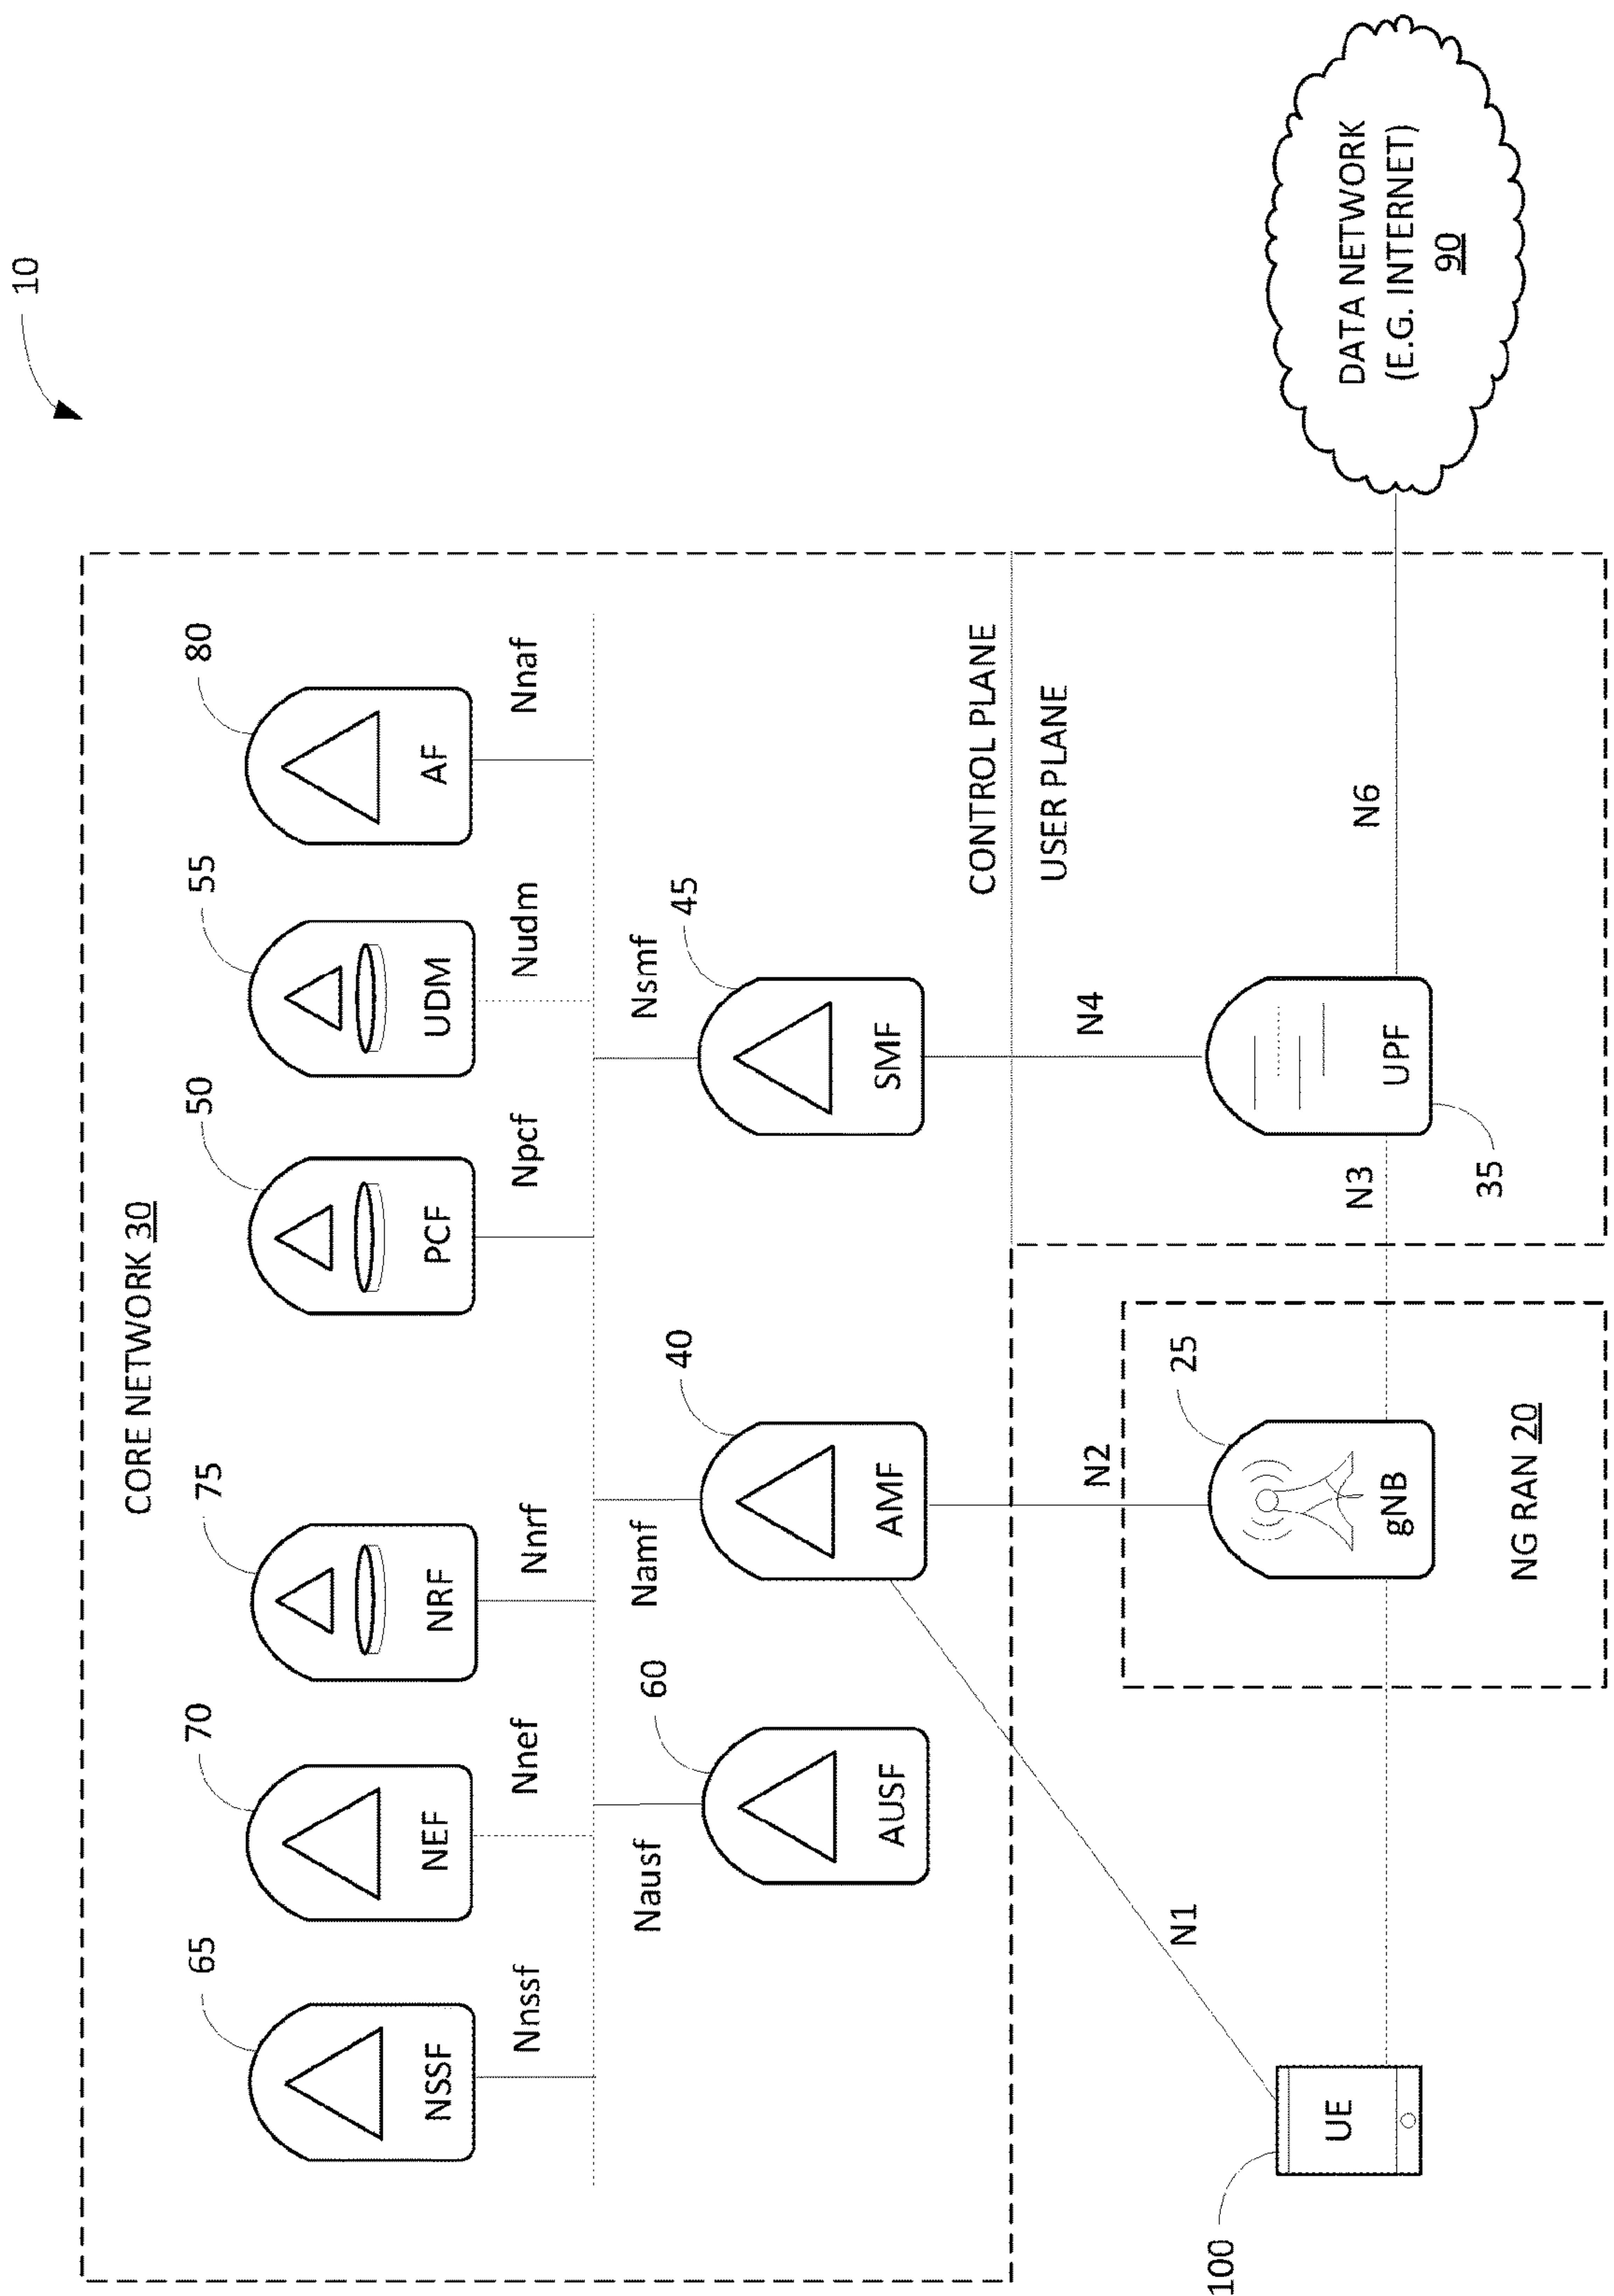 10
CORE NETWORK 30
65
70
75
50
55
80
NSSF
NEF
NRF
PCF
UDM
AF
Nnssf
Nnef
Nnrf
Npcf
Nudm
Nnaf
Nausf
Namf
Nsmf
60
40
45
AUSF
AMF
SMF
CONTROL PLANE
USER PLANE
N1
N2
N4
25
100
UE
gNB
NG RAN 20
N3
UPF
35
N6
DATA NETWORK
(E.G. INTERNET)
90